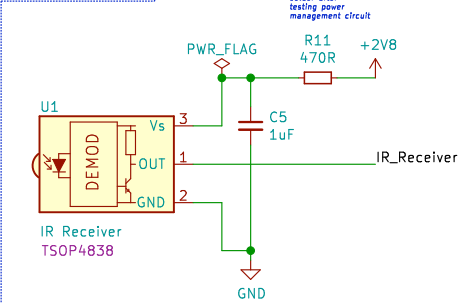 testing power
management circuit
PWR_FLAG
R11
470R
+2V8
U1
Vs
3
C5
1uF
DEMOD
OUT
1
IR_Receiver
GND
2
IR Receiver
TSOP4838
GND